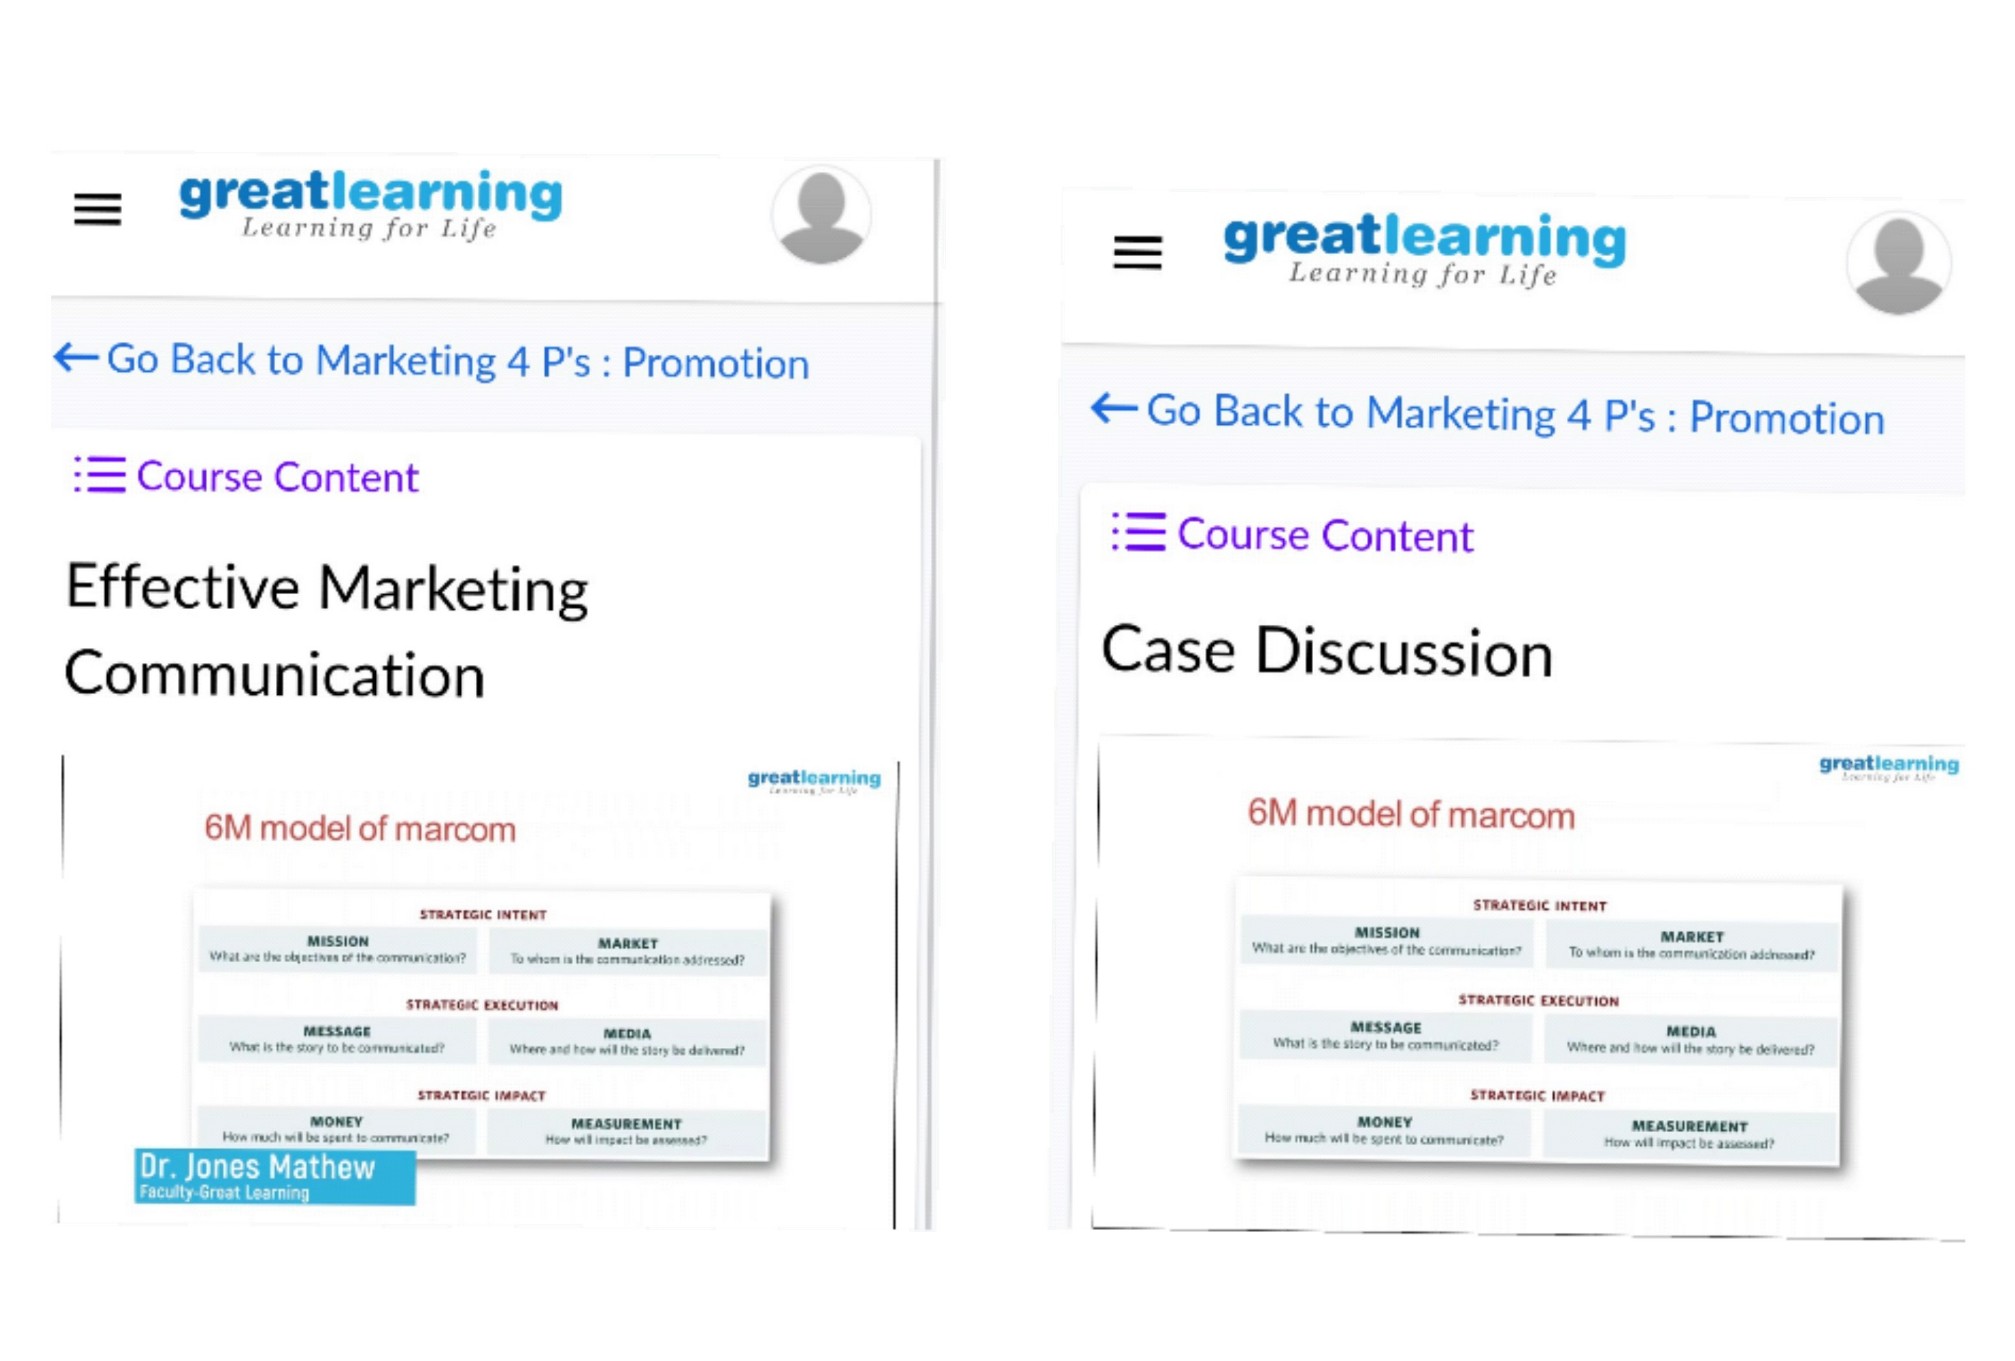 greatlearning
Learning for Life
Go Back to Marketing 4 P's : Promotion
Course Content
Effective Marketing
Communication
greatlearning
Learning for Life
6M model of marcom
STRATEGIC INTENT
MISSION
What are the objectives of the communication?
MARKET
To whom is the communication addressed?
STRATEGIC EXECUTION
MESSAGE
What is the story to be communicated?
MEDIA
Where and how will the story be delivered?
STRATEGIC IMPACT
MONEY
How much will be spent to communicate?
MEASUREMENT
How will impact be assessed?
Dr. Jones Mathew
Faculty-Great Learning
greatlearning
Learning for Life
Go Back to Marketing 4 P's : Promotion
Course Content
Case Discussion
greatlearning
Learning for Life
6M model of marcom
STRATEGIC INTENT
MISSION
What are the objectives of the communication?
MARKET
To whom is the communication addressed?
STRATEGIC EXECUTION
MESSAGE
What is the story to be communicated?
MEDIA
Where and how will the story be delivered?
STRATEGIC IMPACT
MONEY
How much will be spent to communicate?
MEASUREMENT
How will impact be assessed?